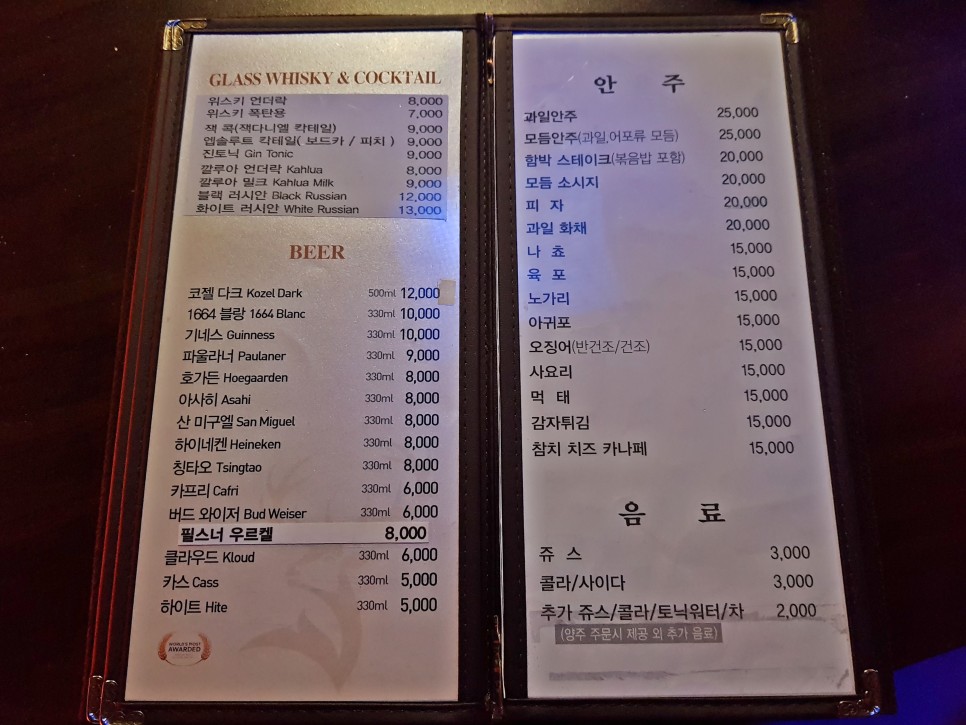 GLASS WHISKY & COCKTAIL
위스키 언더락 8,000
위스키 폭탄용 7,000
잭 콕(잭다니엘 칵테일) 9,000
엡솔루트 칵테일( 보드카 / 피치 ) 9,000
진토닉 Gin Tonic 9,000
깔루아 언더락 Kahlua 8,000
깔루아 밀크 Kahlua Milk 9,000
블랙 러시안 Black Russian 12,000
화이트 러시안 White Russian 13,000
BEER
코젤 다크 Kozel Dark 500ml 12,000
1664 블랑 1664 Blanc 330ml 10,000
기네스 Guinness 330ml 10,000
파울라너 Paulaner 330ml 9,000
호가든 Hoegaarden 330ml 8,000
아사히 Asahi 330ml 8,000
산 미구엘 San Miguel 330ml 8,000
하이네켄 Heineken 330ml 8,000
칭타오 Tsingtao 330ml 8,000
카프리 Cafri 330ml 6,000
버드 와이저 Bud Weiser 330ml 6,000
필스너 우르켈 8,000
클라우드 Kloud 330ml 6,000
카스 Cass 330ml 5,000
하이트 Hite 330ml 5,000
WORLD'S MOST
AWARDED
안 주
과일안주 25,000
모듬안주(과일,어포류 모듬) 25,000
함박 스테이크(볶음밥 포함) 20,000
모듬 소시지 20,000
피 자 20,000
과일 화채 20,000
나 쵸 15,000
육 포 15,000
노가리 15,000
아귀포 15,000
오징어(반건조/건조) 15,000
사요리 15,000
먹 태 15,000
감자튀김 15,000
참치 치즈 카나페 15,000
음 료
쥬 스 3,000
콜라/사이다 3,000
추가 쥬스/콜라/토닉워터/차 2,000
(양주 주문시 제공 외 추가 음료)